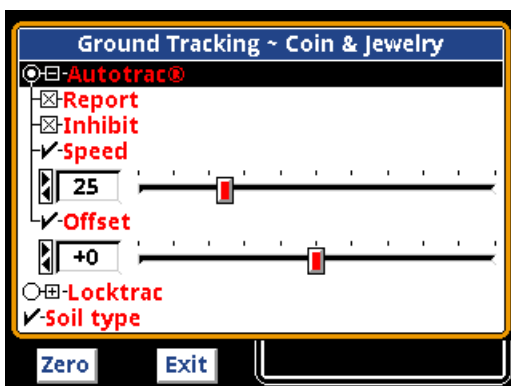 Ground Tracking ~ Coin & Jewelry
Autotrac®
Report
Inhibit
Speed
25
Offset
+0
Locktrac
Soil type
Zero Exit